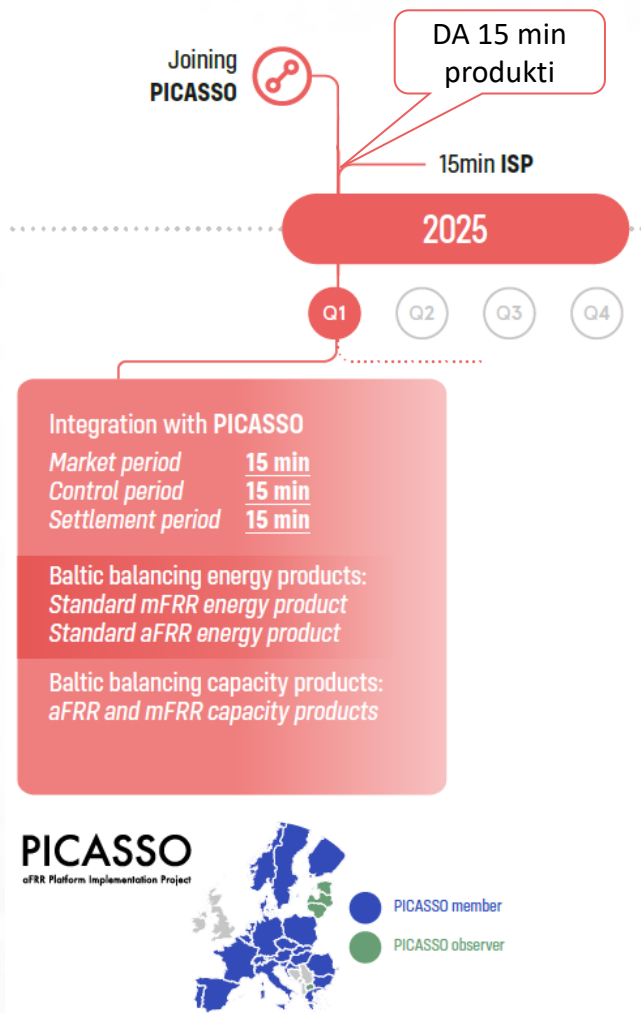 DA 15 min
produkti
Joining
PICASSO
15min ISP
2025
Q1 Q2 Q3 Q4
Integration with PICASSO
Market period 15 min
Control period 15 min
Settlement period 15 min
Baltic balancing energy products:
Standard mFRR energy product
Standard aFRR energy product
Baltic balancing capacity products:
aFRR and mFRR capacity products
PICASSO
aFRR Platform Implementation Project
PICASSO member
PICASSO observer